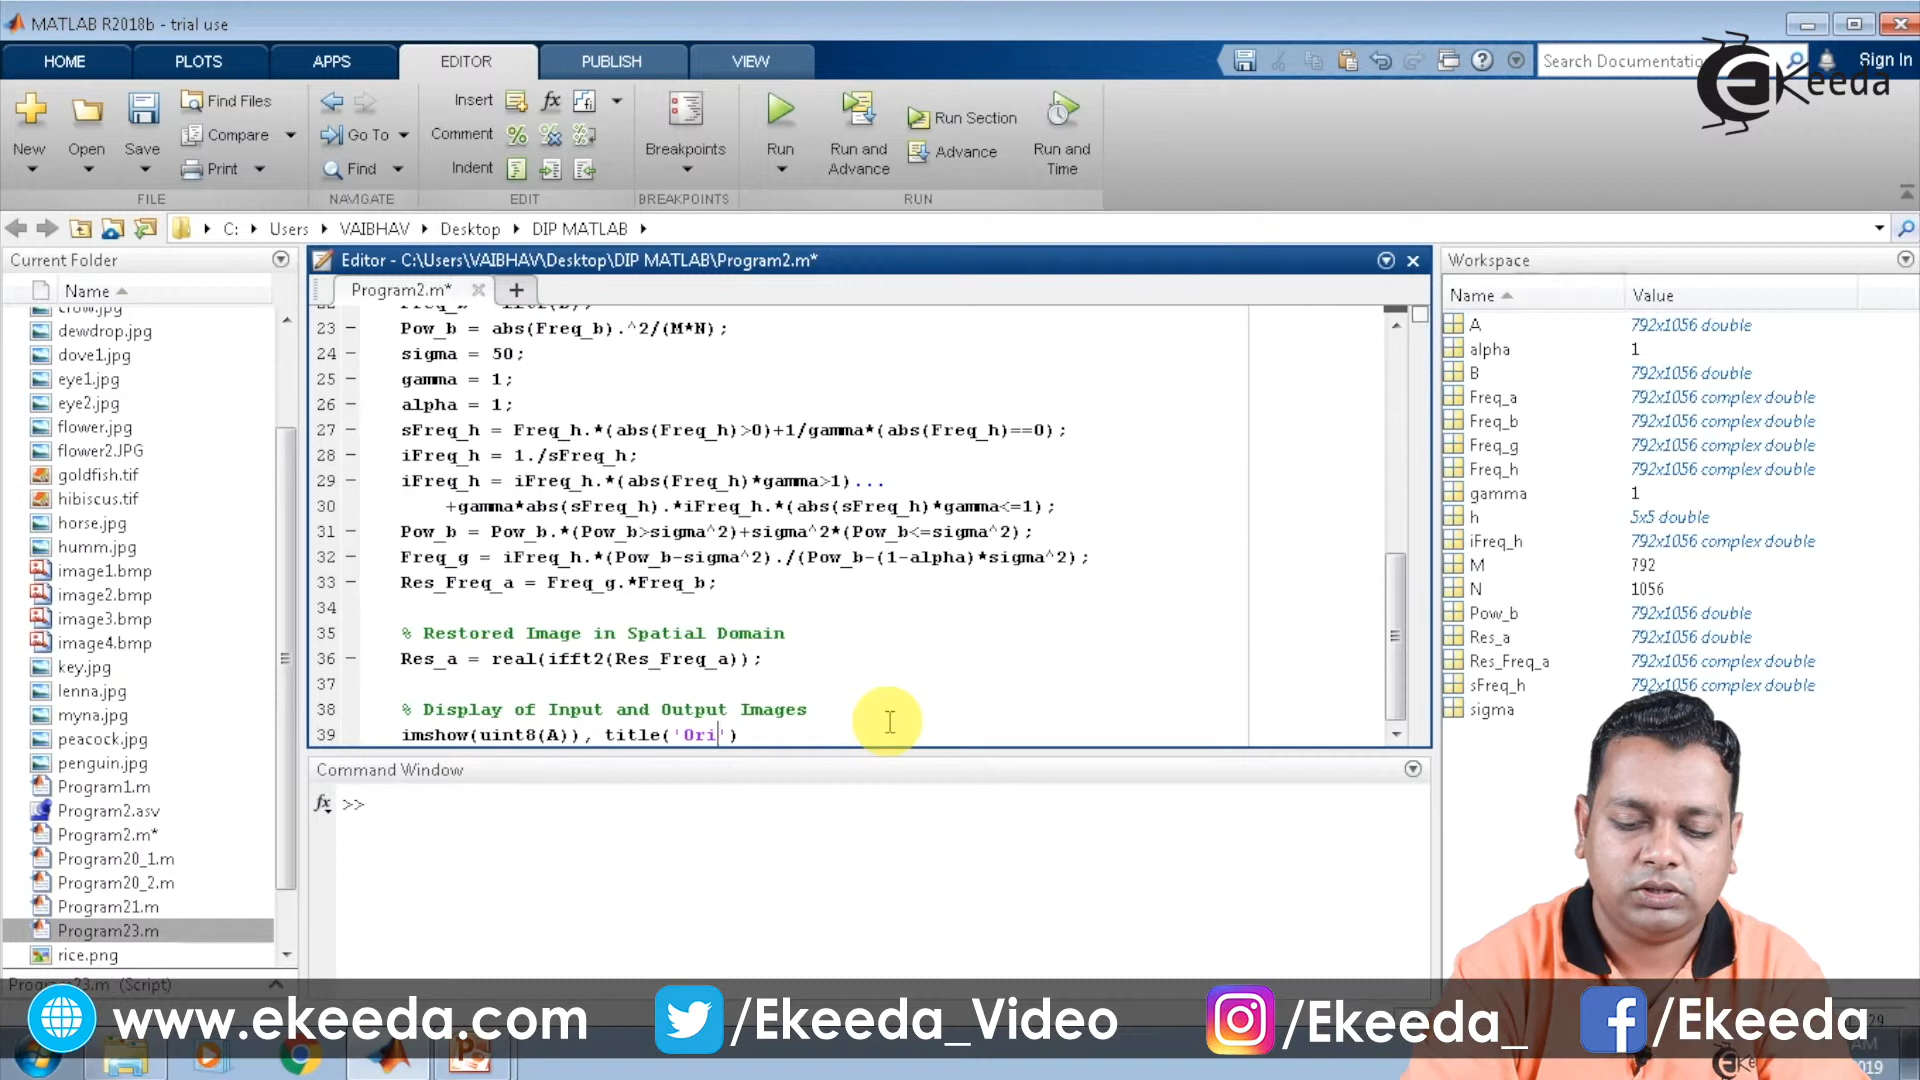 MATLAB R2018b - trial use
HOME
PLOTS
APPS
EDITOR
PUBLISH
VIEW
Search Documentatio
Sign In
Ekeeda
New
Open
Save
Find Files
Compare
Print
Go To
Find
Insert
fx
Comment
Indent
Breakpoints
Run
Run and Advance
Run Section
Advance
Run and Time
FILE
NAVIGATE
EDIT
BREAKPOINTS
RUN
C:
Users
VAIBHAV
Desktop
DIP MATLAB
Current Folder
Name
crow.jpg
dewdrop.jpg
dove1.jpg
eye1.jpg
eye2.jpg
flower.jpg
flower2.JPG
goldfish.tif
hibiscus.tif
horse.jpg
humm.jpg
image1.bmp
image2.bmp
image3.bmp
image4.bmp
key.jpg
lenna.jpg
myna.jpg
peacock.jpg
penguin.jpg
Program1.m
Program2.asv
Program2.m*
Program20_1.m
Program20_2.m
Program21.m
Program23.m
rice.png
Program23.m (Script)
Editor - C:\Users\VAIBHAV\Desktop\DIP MATLAB\Program2.m*
Program2.m*
23 Pow_b = abs(Freq_b).^2/(M*N);
24 sigma = 50;
25 gamma = 1;
26 alpha = 1;
27 sFreq_h = Freq_h.*(abs(Freq_h)>0)+1/gamma*(abs(Freq_h)==0);
28 iFreq_h = 1./sFreq_h;
29 iFreq_h = iFreq_h.*(abs(Freq_h)*gamma>1)...
30 +gamma*abs(sFreq_h).*iFreq_h.*(abs(sFreq_h)*gamma<=1);
31 Pow_b = Pow_b.*(Pow_b>sigma^2)+sigma^2*(Pow_b<=sigma^2);
32 Freq_g = iFreq_h.*(Pow_b-sigma^2)./(Pow_b-(1-alpha)*sigma^2);
33 Res_Freq_a = Freq_g.*Freq_b;
34
35 % Restored Image in Spatial Domain
36 Res_a = real(ifft2(Res_Freq_a));
37
38 % Display of Input and Output Images
39 imshow(uint8(A)), title('Ori')
Command Window
fx >>
Workspace
Name Value
A 792x1056 double
alpha 1
B 792x1056 double
Freq_a 792x1056 complex double
Freq_b 792x1056 complex double
Freq_g 792x1056 complex double
Freq_h 792x1056 complex double
gamma 1
h 5x5 double
iFreq_h 792x1056 complex double
M 792
N 1056
Pow_b 792x1056 double
Res_a 792x1056 double
Res_Freq_a 792x1056 complex double
sFreq_h 792x1056 complex double
sigma
www.ekeeda.com
/Ekeeda_Video
/Ekeeda_
/Ekeeda